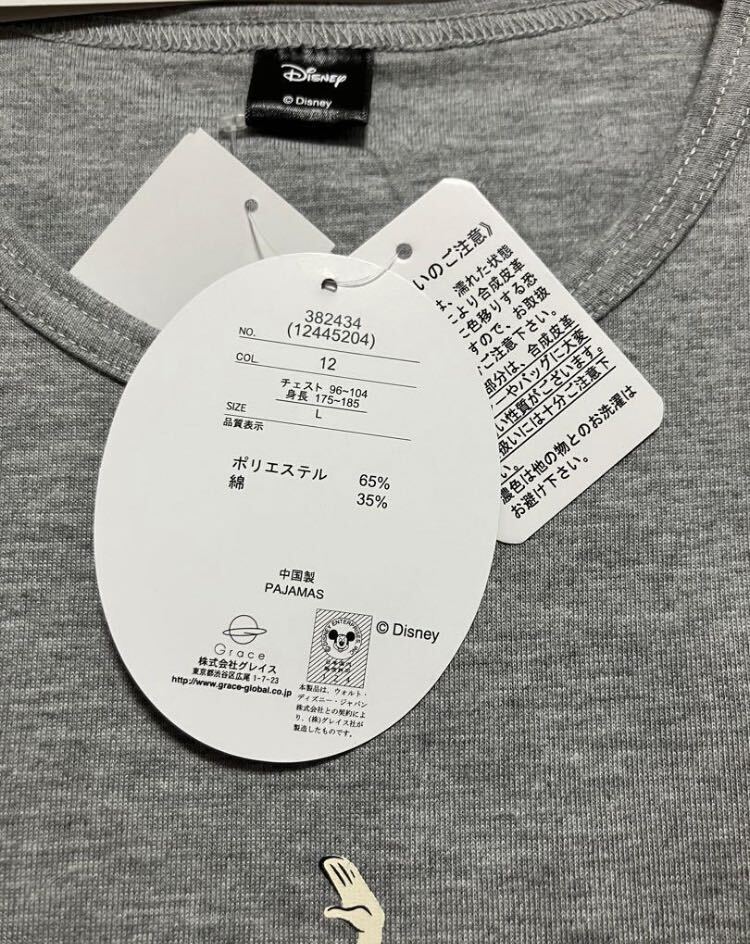 Disney
© Disney
382434
NO. (12445204)
COL 12
チェスト 96~104
身長 175~185
SIZE L
品質表示
ポリエステル 65%
綿 35%
中国製
PAJAMAS
Grace
株式会社グレイス
東京都渋谷区広尾 1-7-23
http://www.grace-global.co.jp
© Disney
本製品は、ウォルト・
ディズニー・ジャパン
株式会社との契約によ
り、(株)グレイス社が
製造したものです。
いのご注意》
は、濡れた状態
により合成皮革
に色移りする恐
すので、お取扱
ご注意下さい。
部分は、合成皮革
ーやバッグに大変
い性質がございます。
扱いには十分ご注意下
い。
濃色は他の物とのお洗濯は
お避け下さい。